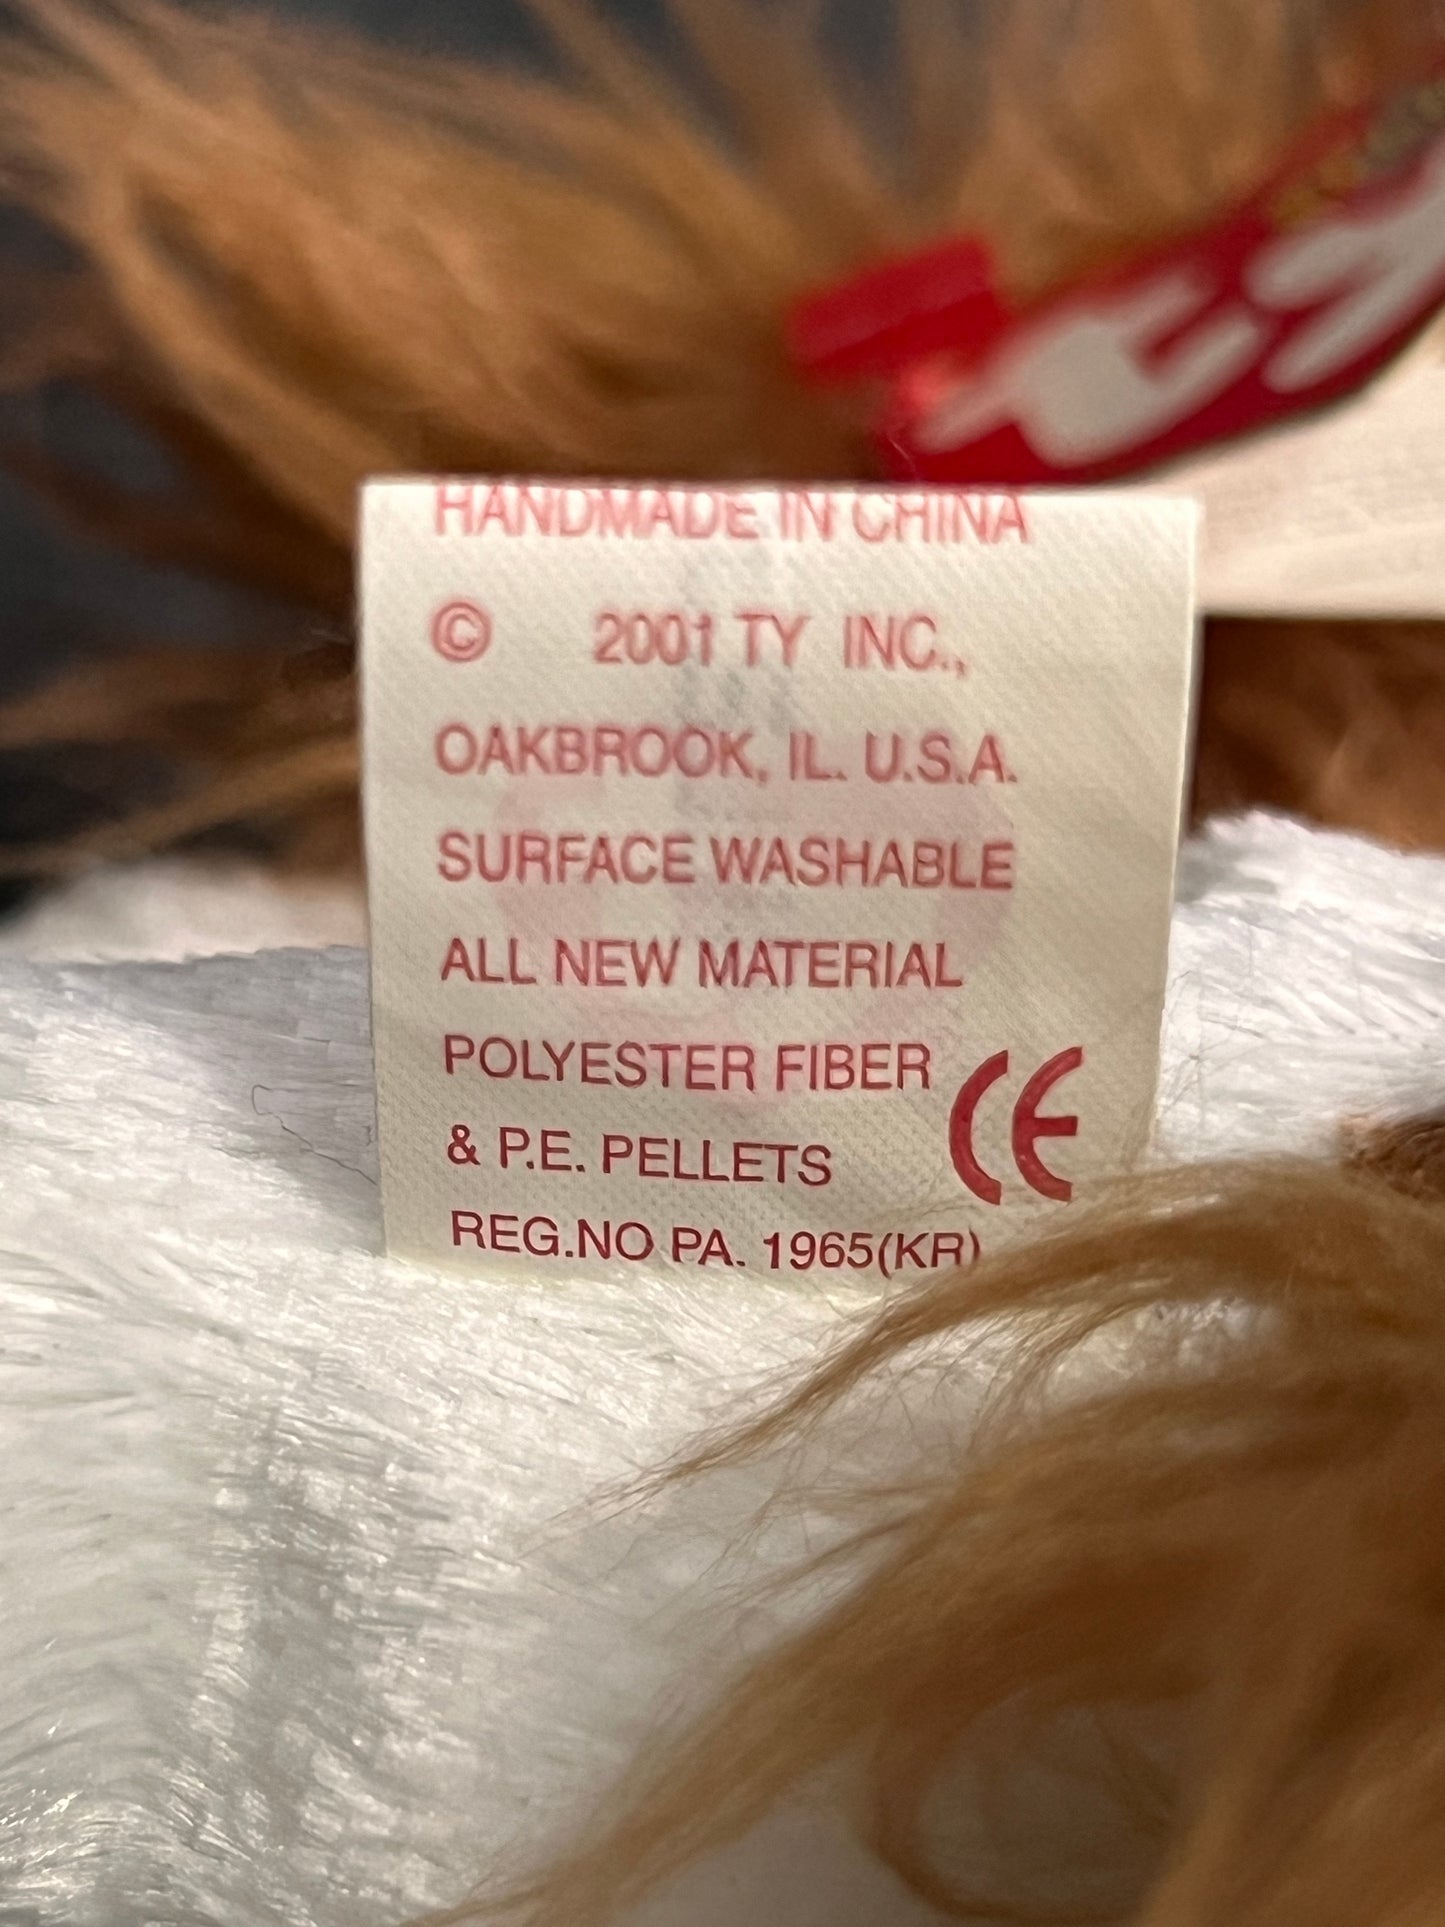 ty
HANDMADE IN CHINA
© 2001 TY INC.,
OAKBROOK, IL. U.S.A.
SURFACE WASHABLE
ALL NEW MATERIAL
POLYESTER FIBER
& P.E. PELLETS CE
REG.NO PA. 1965(KR)